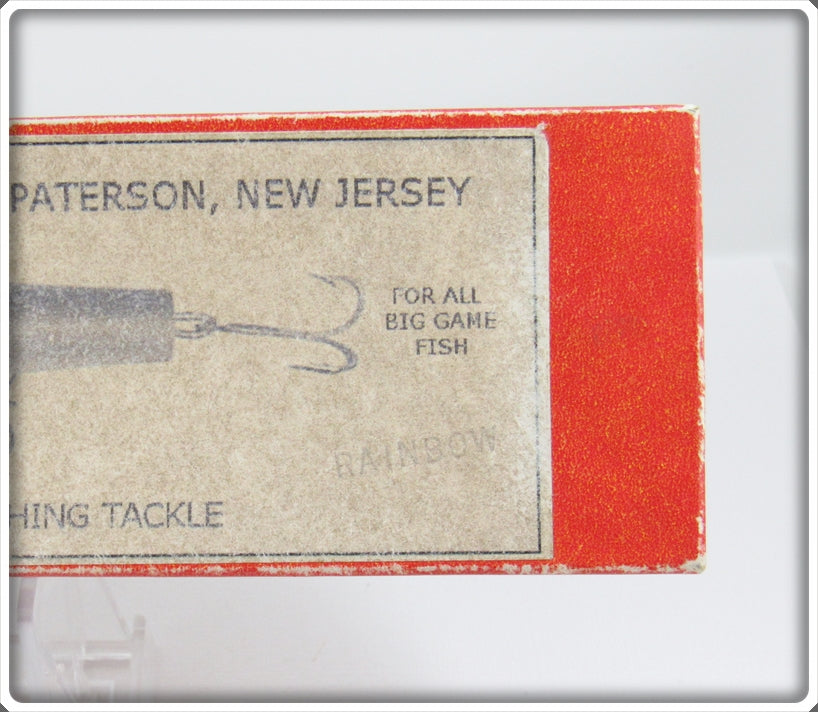 PATERSON, NEW JERSEY
FOR ALL
BIG GAME
FISH
RAINBOW
HING TACKLE